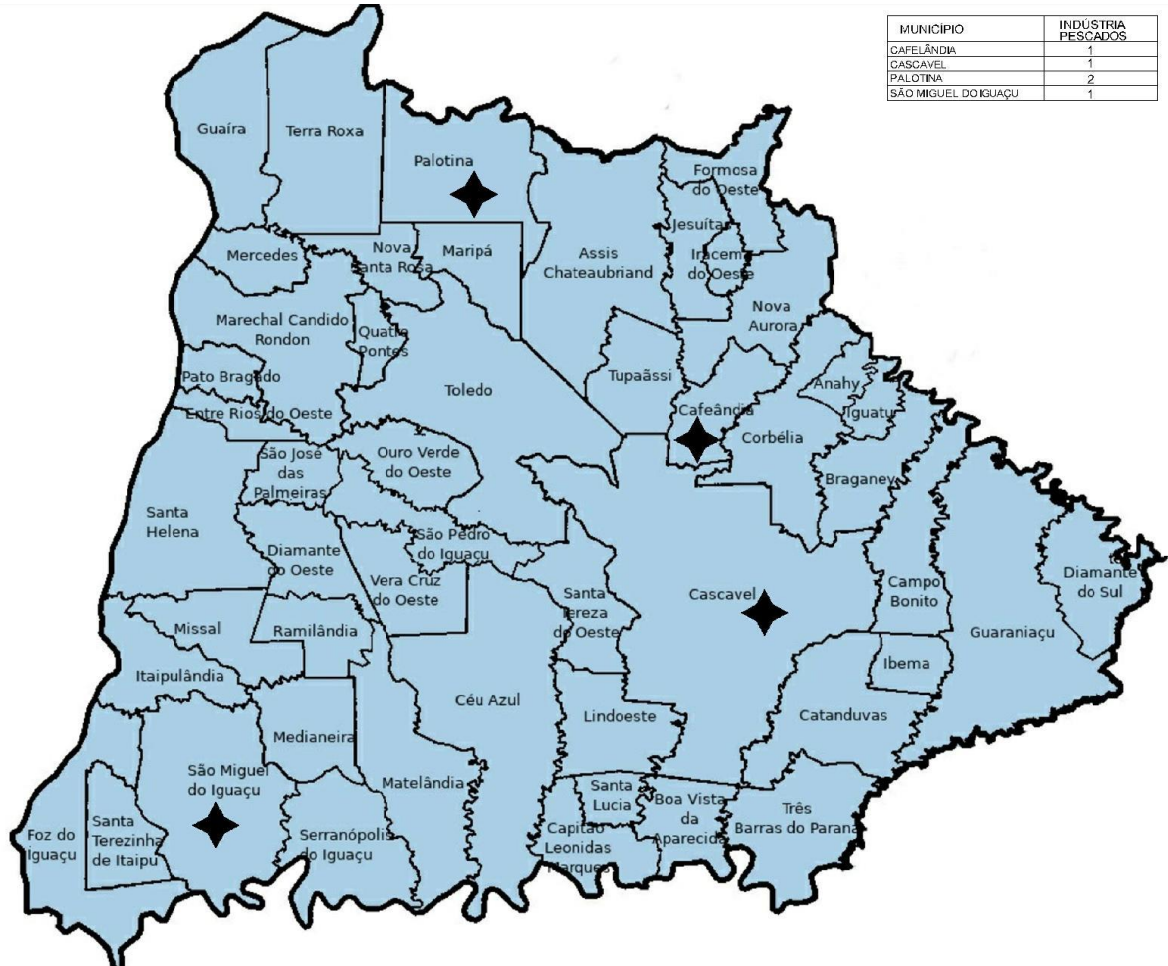 MUNICÍPIO INDÚSTRIA PESCADOS
CAFELÂNDIA 1
CASCAVEL 1
PALOTINA 2
SÃO MIGUEL DO IGUAÇU 1
Guaíra
Terra Roxa
Palotina
Formosa
do Oeste
Jesuítas
Iracema
do Oeste
Mercedes
Nova
Santa Rosa
Maripá
Assis
Chateaubriand
Nova
Aurora
Marechal Candido
Rondon
Quatro
Pontes
Pato Bragado
Toledo
Tupaãssi
Anahy
Iguatu
Entre Rios do Oeste
Cafeândia
Corbélia
São José
das
Palmeiras
Ouro Verde
do Oeste
Braganey
Santa
Helena
São Pedro
do Iguaçu
Diamante
do Oeste
Vera Cruz
do Oeste
Santa
Tereza
do Oeste
Cascavel
Campo
Bonito
Diamante
do Sul
Guaraniaçu
Missal
Ramilândia
Ibema
Itaipulândia
Céu Azul
Lindoeste
Catanduvas
Medianeira
São Miguel
do Iguaçu
Matelândia
Santa
Lucia
Boa Vista
da
Aparecida
Três
Barras do Paraná
Foz do
Iguaçu
Santa
Terezinha
de Itaipu
Serranópolis
do Iguaçu
Capitão
Leonidas
Marques